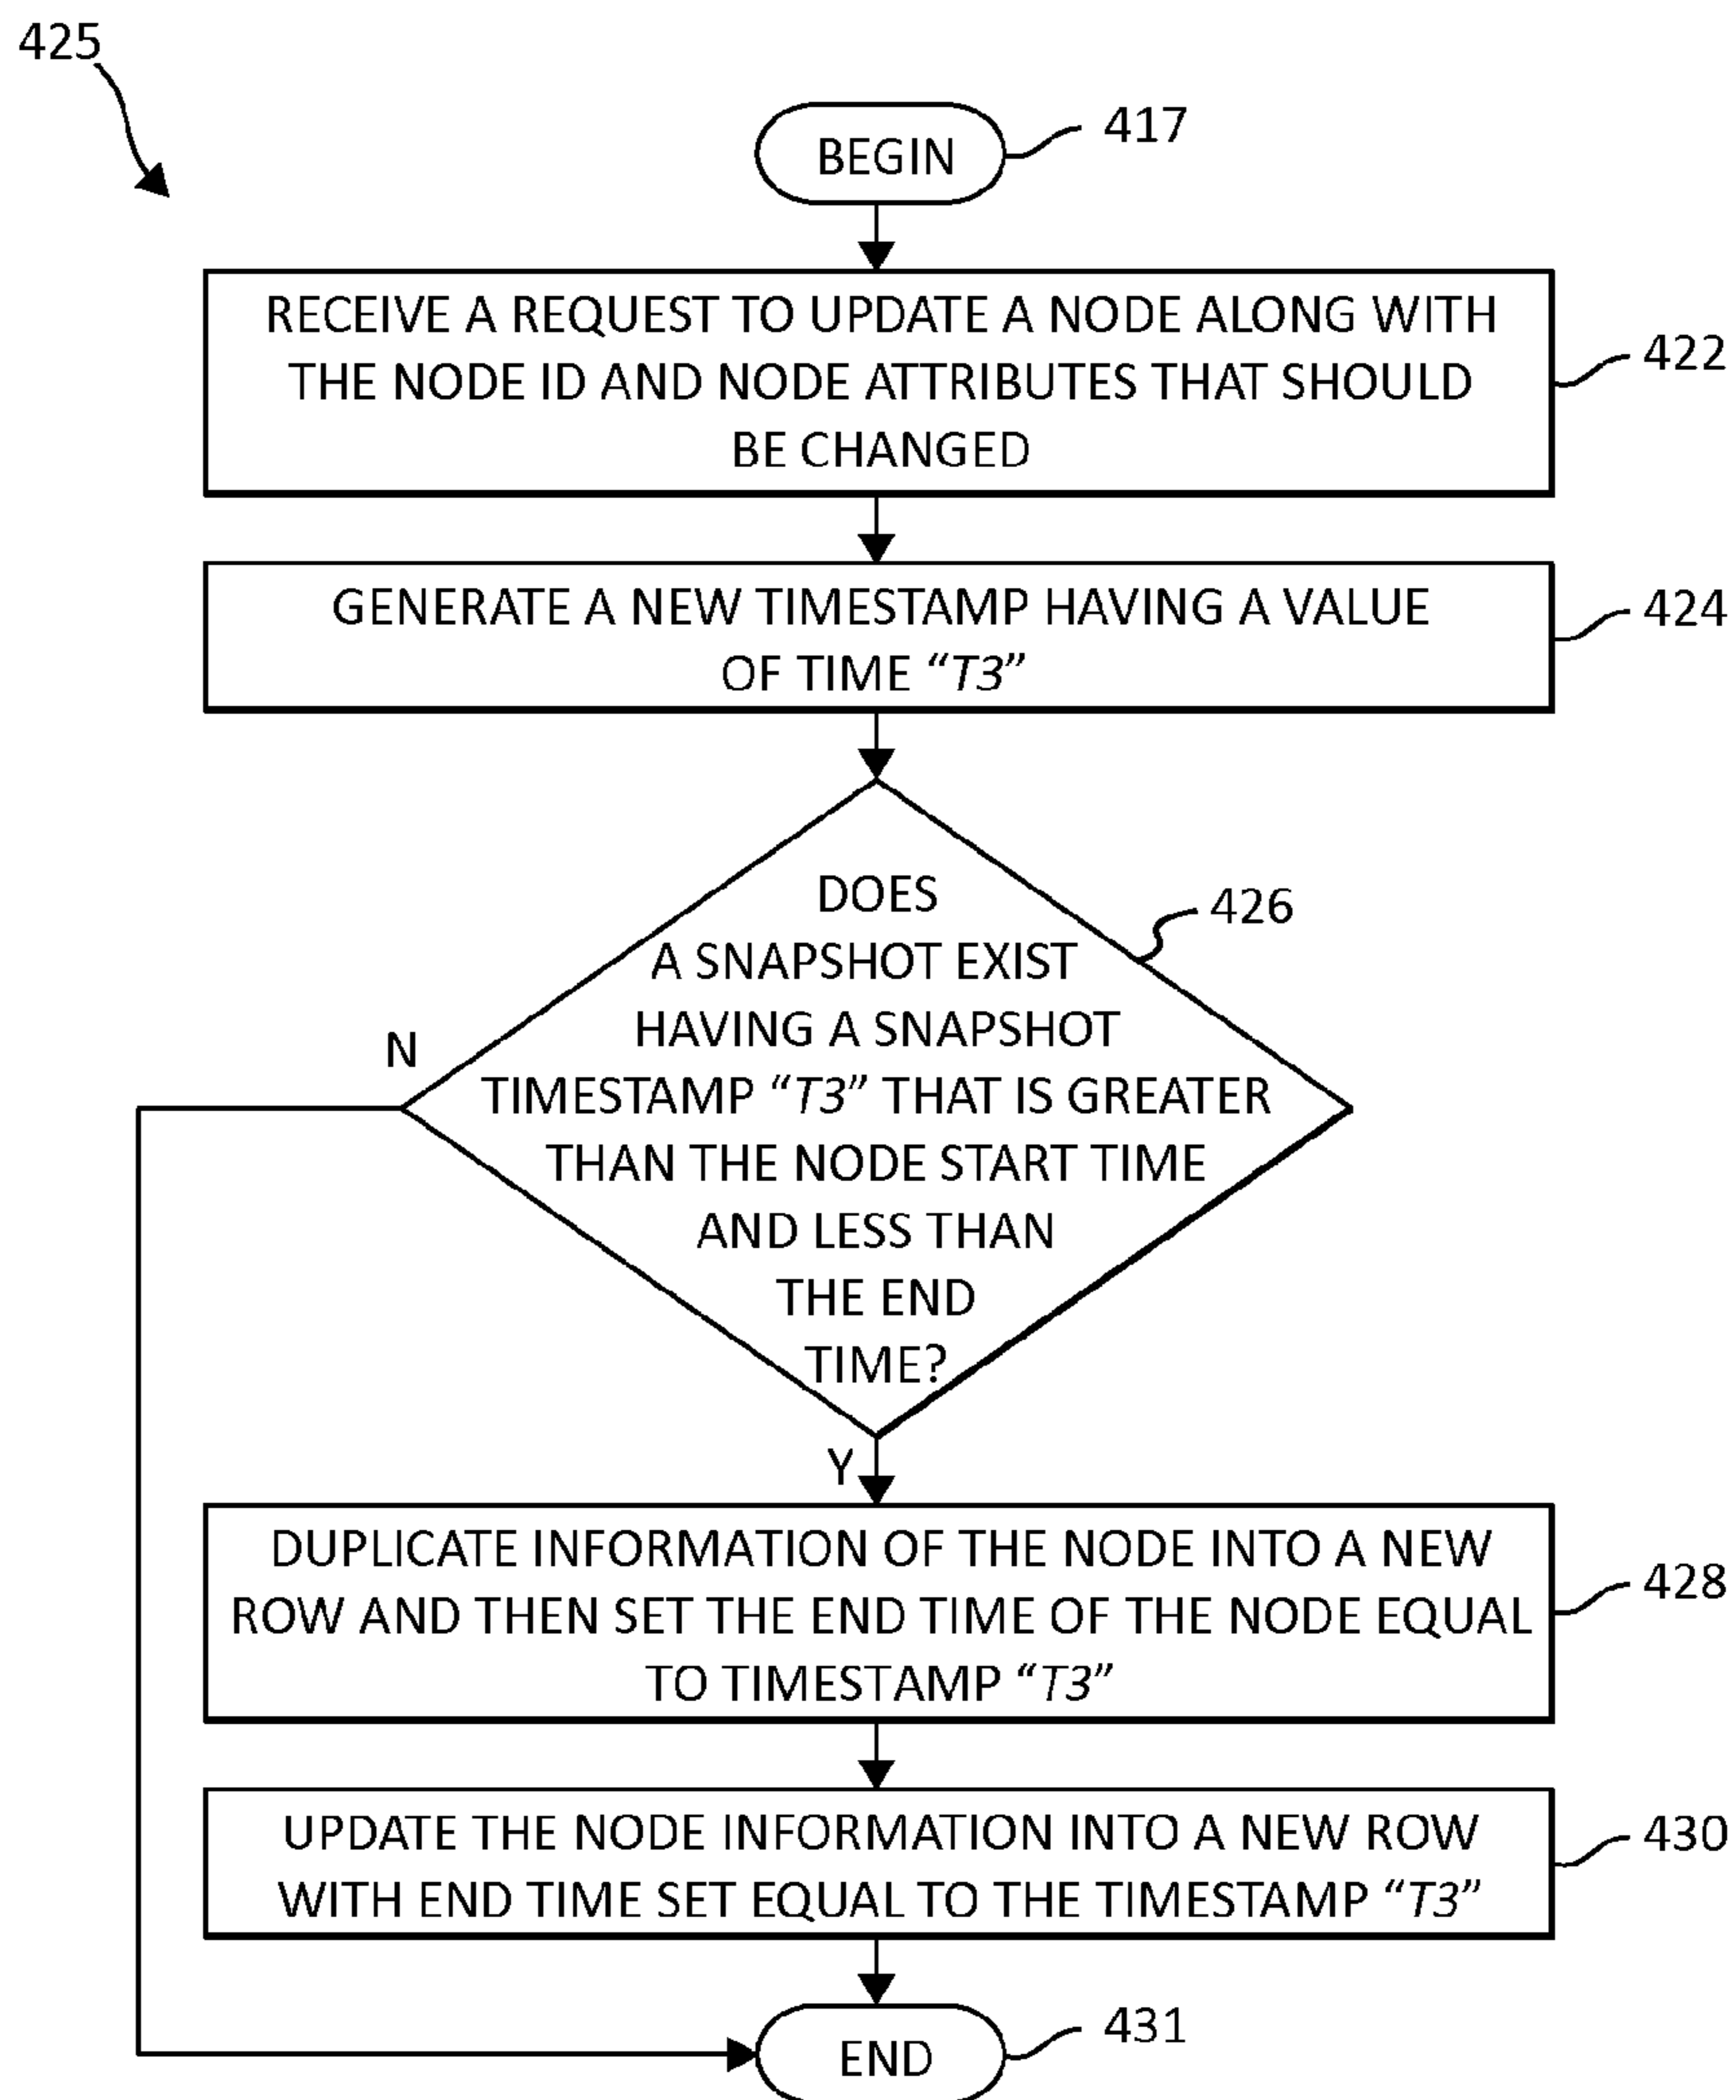 425
BEGIN
417
RECEIVE A REQUEST TO UPDATE A NODE ALONG WITH
THE NODE ID AND NODE ATTRIBUTES THAT SHOULD
BE CHANGED
422
GENERATE A NEW TIMESTAMP HAVING A VALUE
OF TIME “T3”
424
DOES
A SNAPSHOT EXIST
HAVING A SNAPSHOT
TIMESTAMP “T3” THAT IS GREATER
THAN THE NODE START TIME
AND LESS THAN
THE END
TIME?
426
N
Y
DUPLICATE INFORMATION OF THE NODE INTO A NEW
ROW AND THEN SET THE END TIME OF THE NODE EQUAL
TO TIMESTAMP “T3”
428
UPDATE THE NODE INFORMATION INTO A NEW ROW
WITH END TIME SET EQUAL TO THE TIMESTAMP “T3”
430
END
431